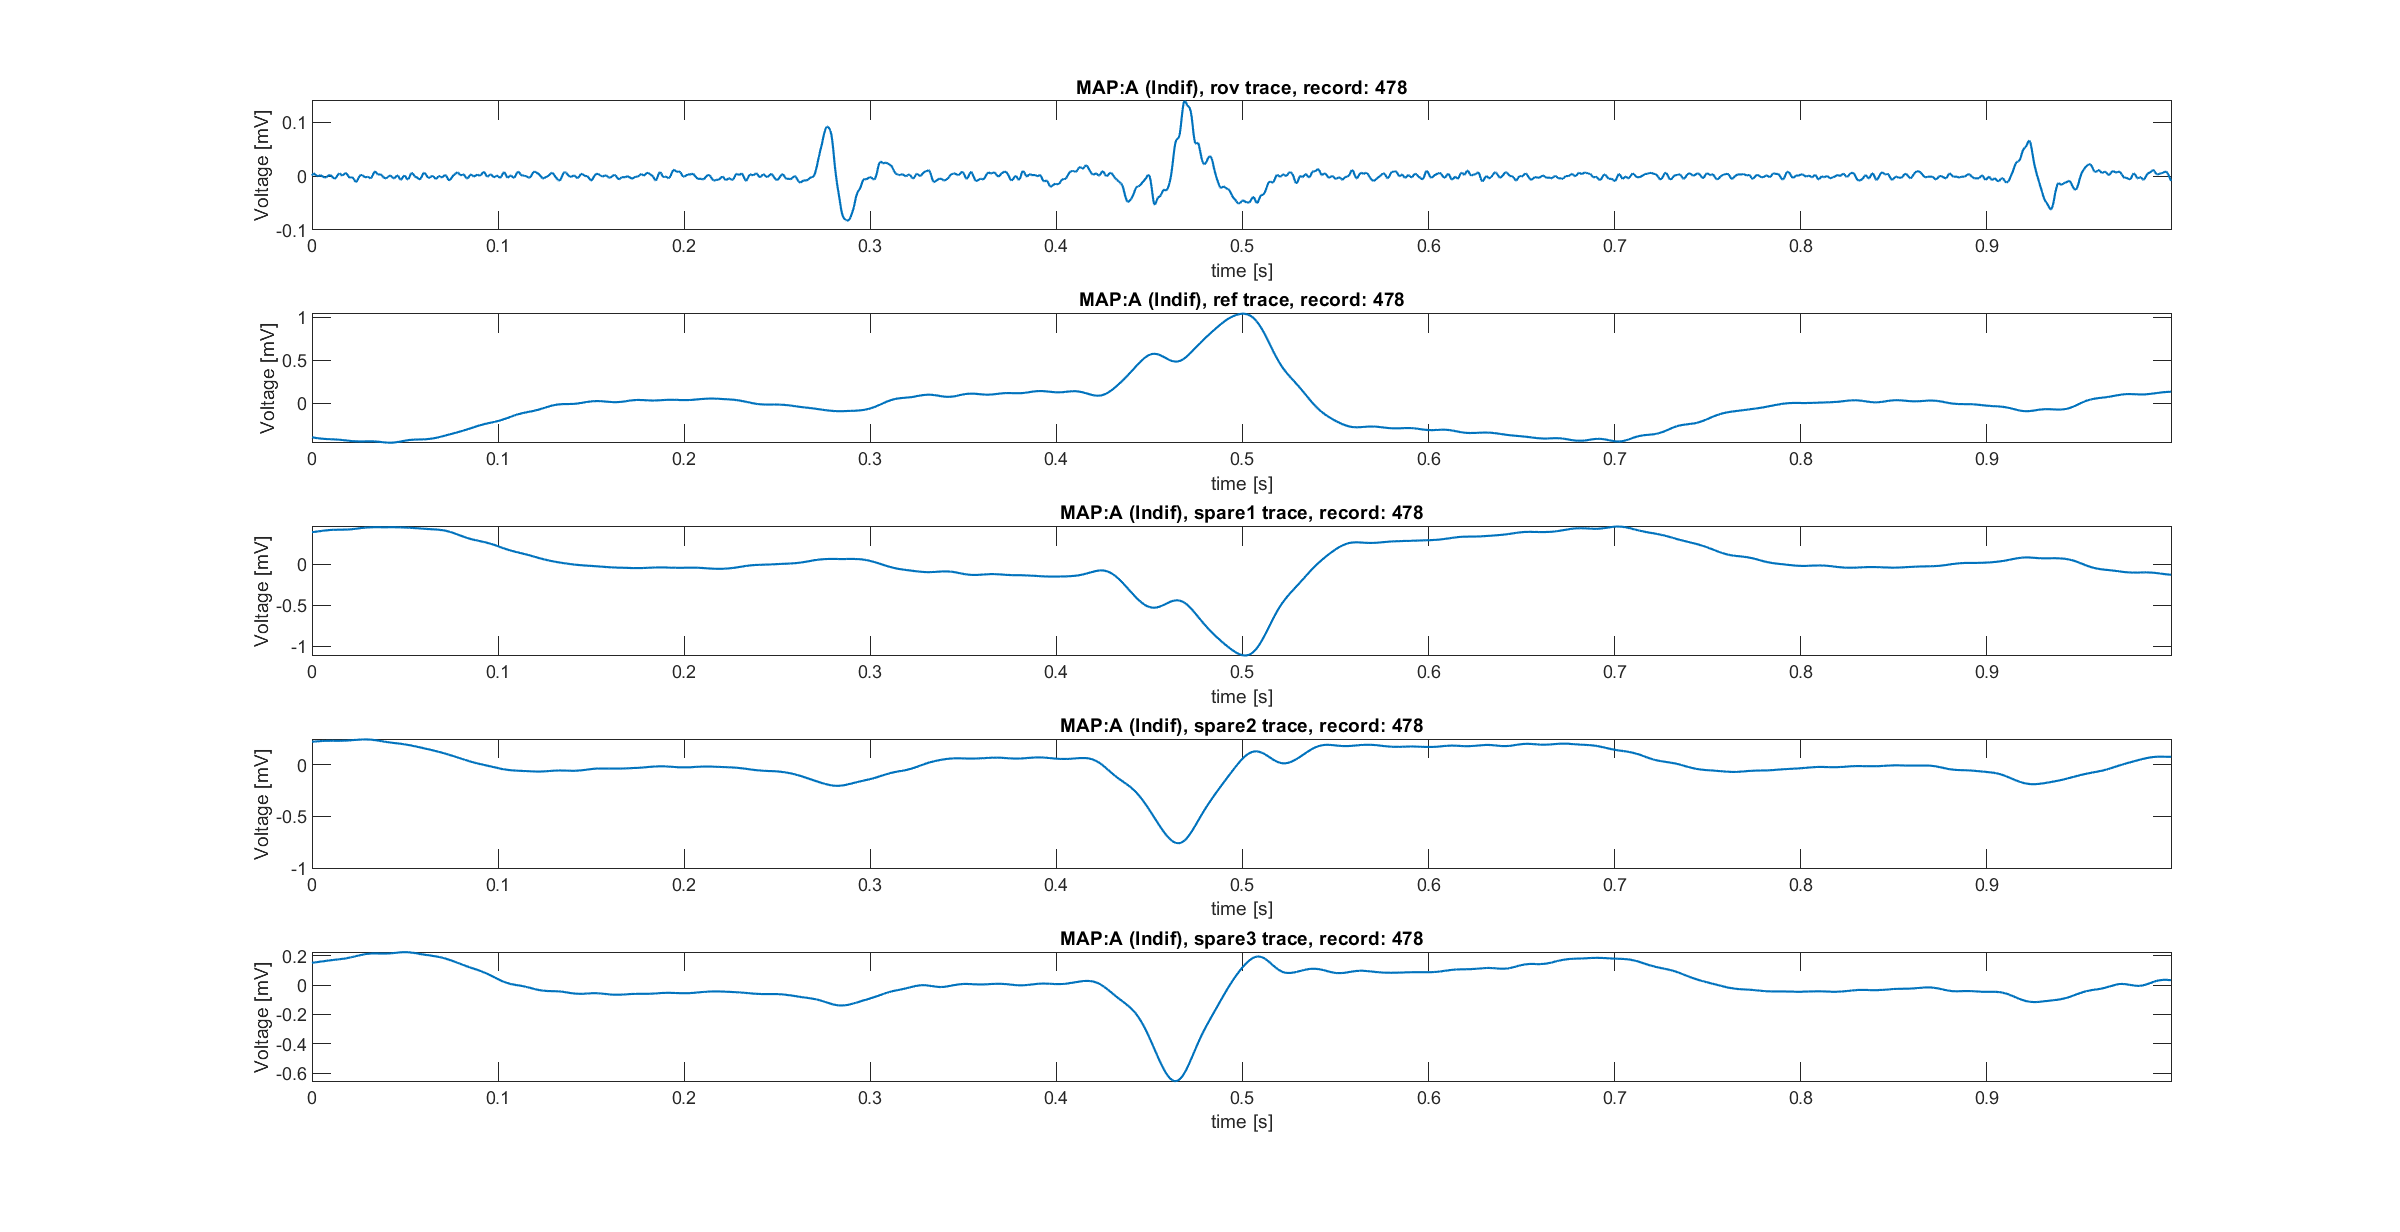 MAP:A (Indif), rov trace, record: 478
Voltage [mV]
0.1
0
-0.1
0 0.1 0.2 0.3 0.4 0.5 0.6 0.7 0.8 0.9
time [s]
MAP:A (Indif), ref trace, record: 478
Voltage [mV]
1
0.5
0
0 0.1 0.2 0.3 0.4 0.5 0.6 0.7 0.8 0.9
time [s]
MAP:A (Indif), spare1 trace, record: 478
Voltage [mV]
0
-0.5
-1
0 0.1 0.2 0.3 0.4 0.5 0.6 0.7 0.8 0.9
time [s]
MAP:A (Indif), spare2 trace, record: 478
Voltage [mV]
0
-0.5
-1
0 0.1 0.2 0.3 0.4 0.5 0.6 0.7 0.8 0.9
time [s]
MAP:A (Indif), spare3 trace, record: 478
Voltage [mV]
0.2
0
-0.2
-0.4
-0.6
0 0.1 0.2 0.3 0.4 0.5 0.6 0.7 0.8 0.9
time [s]